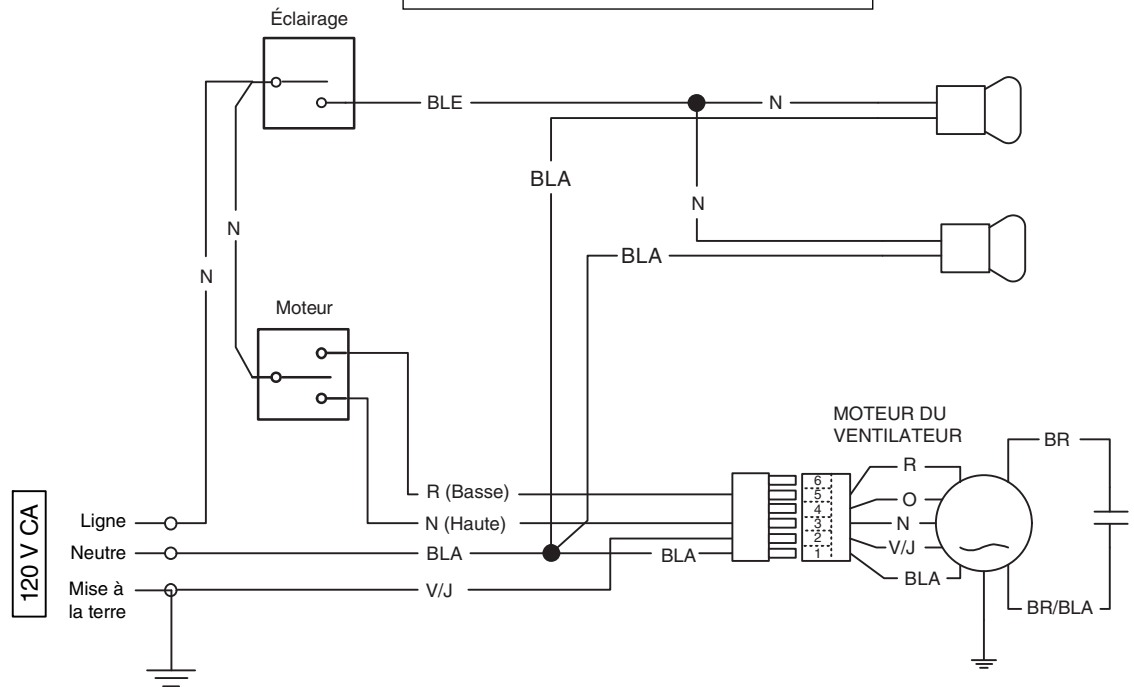 Éclairage
BLE
N
BLA
N
N
BLA
N
Moteur
MOTEUR DU
VENTILATEUR
BR
R
6
5
4
3
2
1
O
N
V/J
BLA
R (Basse)
N (Haute)
BLA
BLA
V/J
BR/BLA
120 V CA
Ligne
Neutre
Mise à
la terre